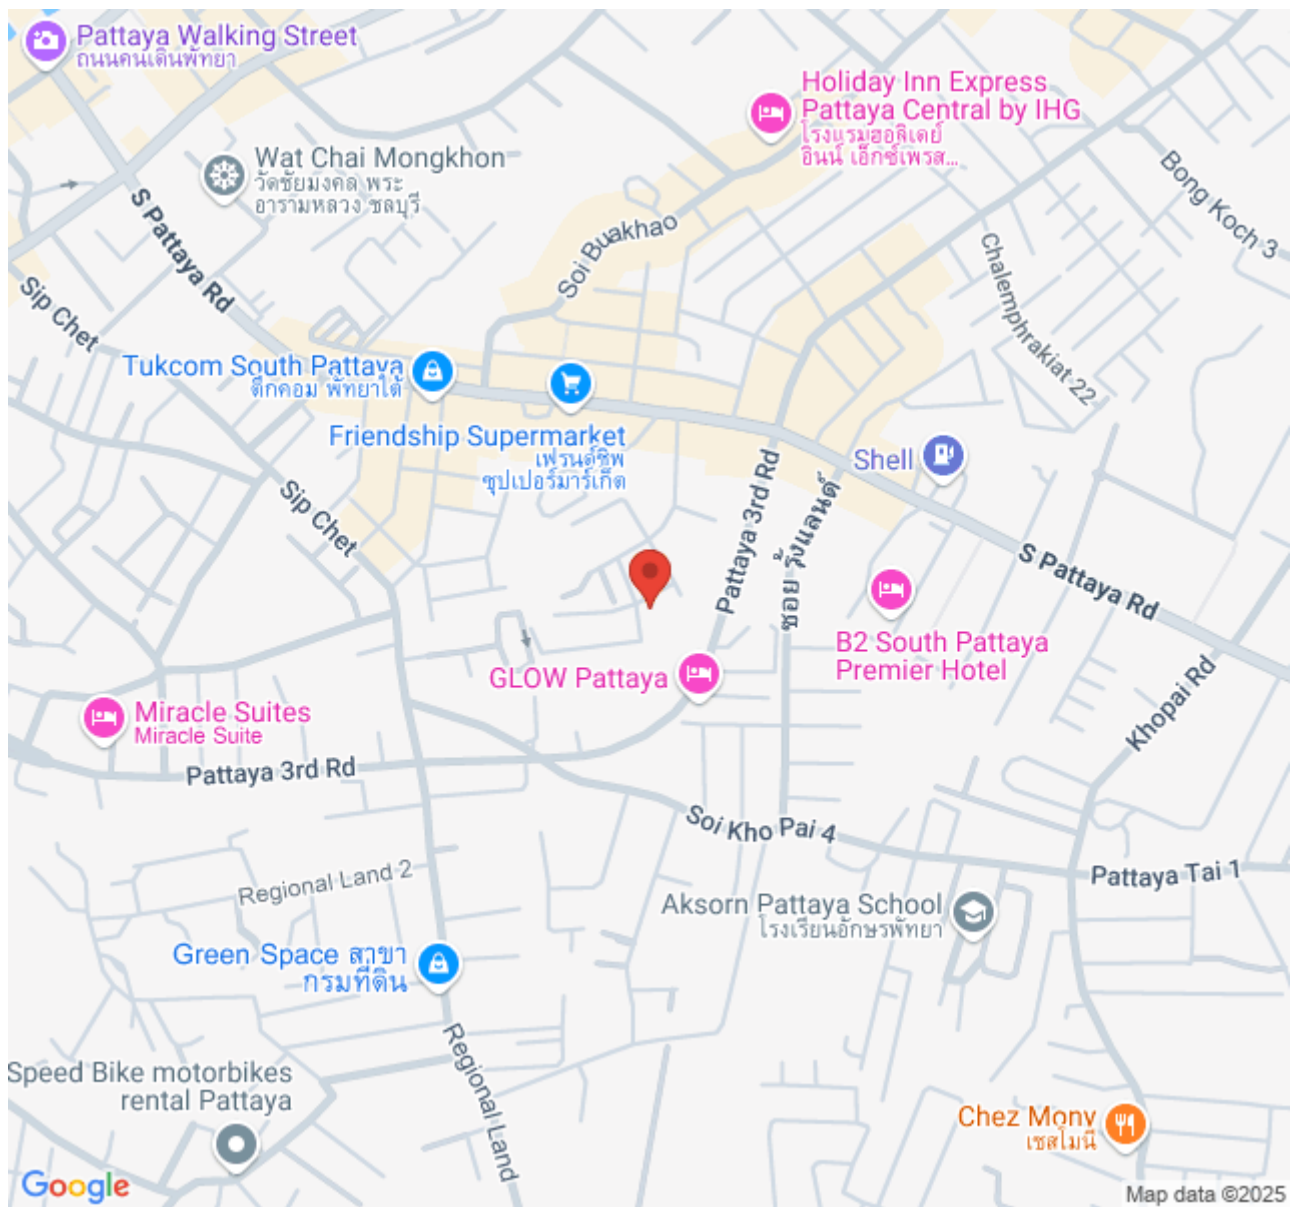 Pattaya Walking Street
ถนนคนเดินพัทยา
Holiday Inn Express
Pattaya Central by IHG
โรงแรมฮอลิเดย์
อินน์ เอ็กซ์เพรส...
Wat Chai Mongkhon
วัดชัยมงคล พระ
อารามหลวง ชลบุรี
Bong Koch 3
S Pattaya Rd
Soi Buakhao
Chalemphrakiat 22
Sip Chet
Tukcom South Pattaya
ตึกคอม พัทยาใต้
Friendship Supermarket
เฟรนด์ชิพ
ซุปเปอร์มาร์เก็ต
Shell
Sip Chet
Pattaya 3rd Rd
ซอย วั้งแลนด์
S Pattaya Rd
B2 South Pattaya
Premier Hotel
GLOW Pattaya
Khopai Rd
Miracle Suites
Miracle Suite
Pattaya 3rd Rd
Soi Kho Pai 4
Pattaya Tai 1
Regional Land 2
Aksorn Pattaya School
โรงเรียนอักษรพัทยา
Green Space สาขา
กรมที่ดิน
Regional Land
Speed Bike motorbikes
rental Pattaya
Chez Mony
เชสโมนี
Google
Map data ©2025